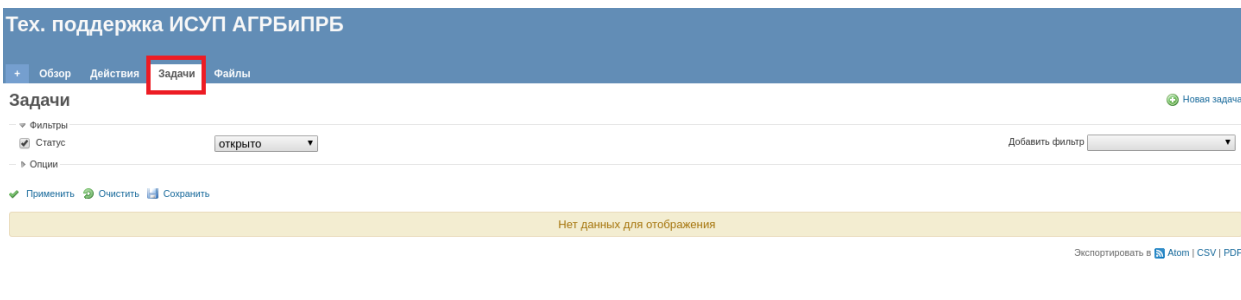 Тех. поддержка ИСУП АГРБиПРБ
+ Обзор Действия Задачи Файлы
Задачи
Новая задача
Фильтры
Статус открыто Добавить фильтр
Опции
Применить Очистить Сохранить
Нет данных для отображения
Экспортировать в Atom | CSV | PDF